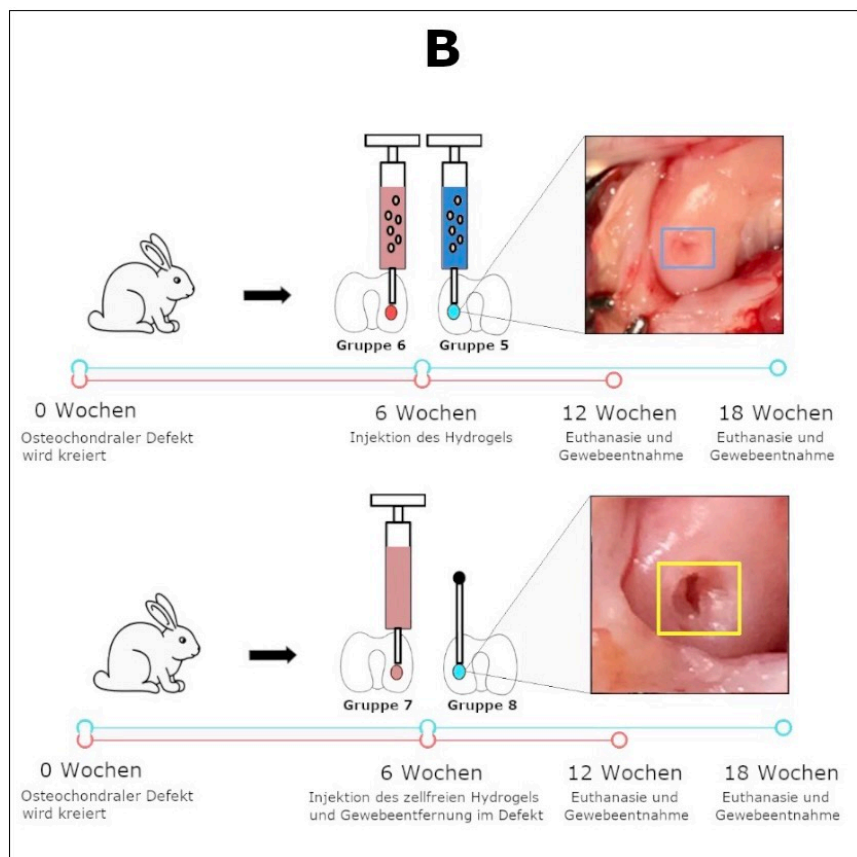 B
Gruppe 6
Gruppe 5
0 Wochen
6 Wochen
12 Wochen
18 Wochen
Osteochondraler Defekt
wird kreiert
Injektion des Hydrogels
Euthanasie und
Gewebeentnahme
Euthanasie und
Gewebeentnahme
Gruppe 7
Gruppe 8
0 Wochen
6 Wochen
12 Wochen
18 Wochen
Osteochondraler Defekt
wird kreiert
Injektion des zellfreien Hydrogels
und Gewebeentfernung im Defekt
Euthanasie und
Gewebeentnahme
Euthanasie und
Gewebeentnahme